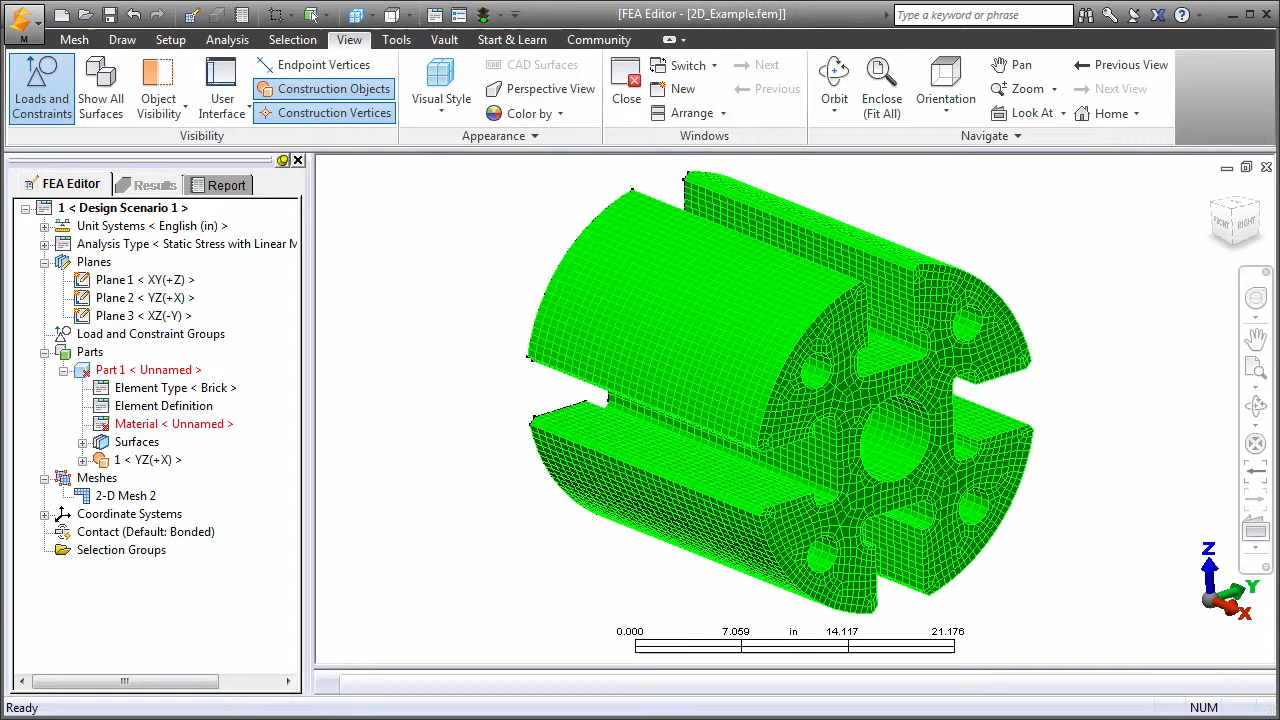 [FEA Editor - [2D_Example.fem]]
Type a keyword or phrase
M
Mesh Draw Setup Analysis Selection View Tools Vault Start & Learn Community
Loads and Constraints
Show All Surfaces
Object Visibility
User Interface
Endpoint Vertices
Construction Objects
Construction Vertices
Visibility
Visual Style
CAD Surfaces
Perspective View
Color by
Appearance
Close
Switch
New
Arrange
Next
Previous
Windows
Orbit
Enclose (Fit All)
Orientation
Pan
Zoom
Look At
Previous View
Next View
Home
Navigate
FEA Editor Results Report
1 < Design Scenario 1 >
Unit Systems < English (in) >
Analysis Type < Static Stress with Linear M
Planes
Plane 1 < XY(+Z) >
Plane 2 < YZ(+X) >
Plane 3 < XZ(-Y) >
Load and Constraint Groups
Parts
Part 1 < Unnamed >
Element Type < Brick >
Element Definition
Material < Unnamed >
Surfaces
1 < YZ(+X) >
Meshes
2-D Mesh 2
Coordinate Systems
Contact (Default: Bonded)
Selection Groups
FRONT RIGHT
Z
Y
X
0.000 7.059 in 14.117 21.176
Ready
NUM